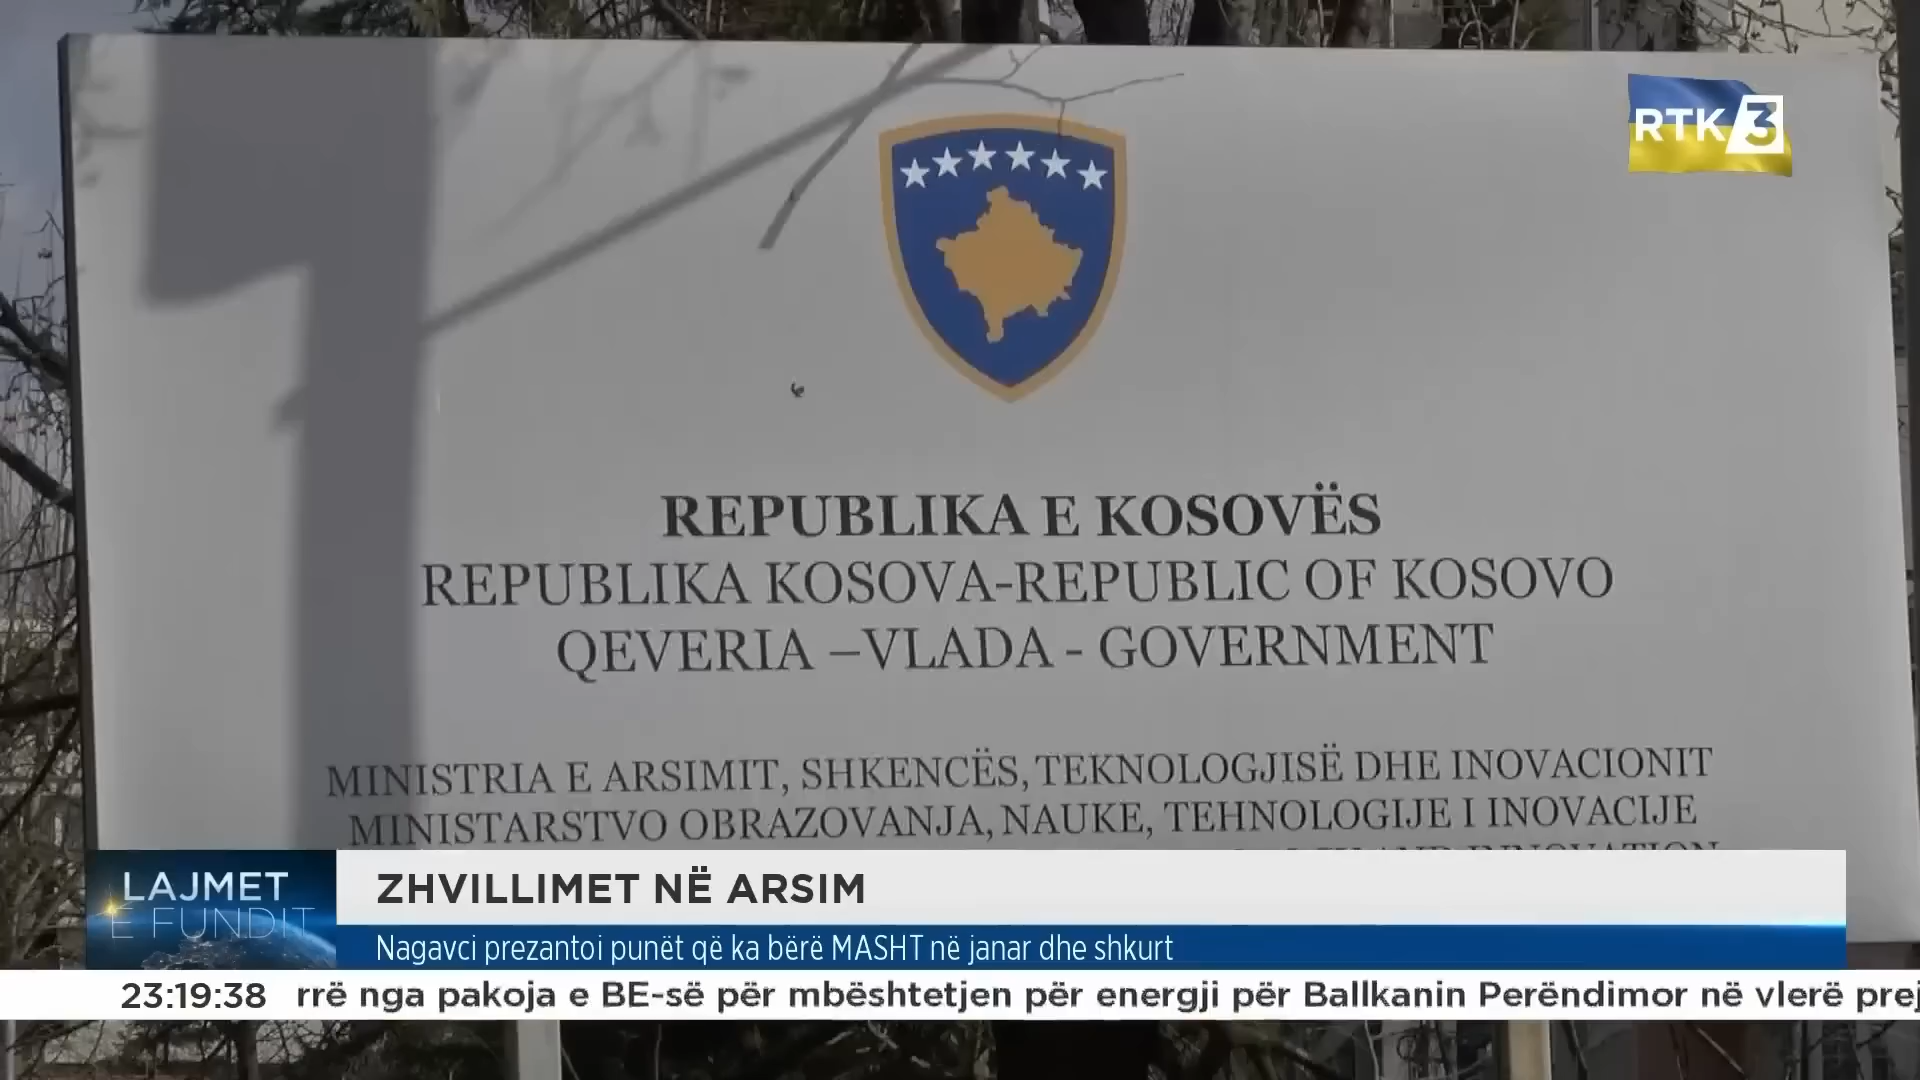 RTK 3
REPUBLIKA E KOSOVËS
REPUBLIKA KOSOVA-REPUBLIC OF KOSOVO
QEVERIA –VLADA - GOVERNMENT
MINISTRIA E ARSIMIT, SHKENCËS, TEKNOLOGJISË DHE INOVACIONIT
MINISTARSTVO OBRAZOVANJA, NAUKE, TEHNOLOGIJE I INOVACIJE
AND INNOVATION
LAJMET
E FUNDIT
ZHVILLIMET NË ARSIM
Nagavci prezantoi punët që ka bërë MASHT në janar dhe shkurt
23:19:38 rrë nga pakoja e BE-së për mbështetjen për energji për Ballkanin Perëndimor në vlerë prej